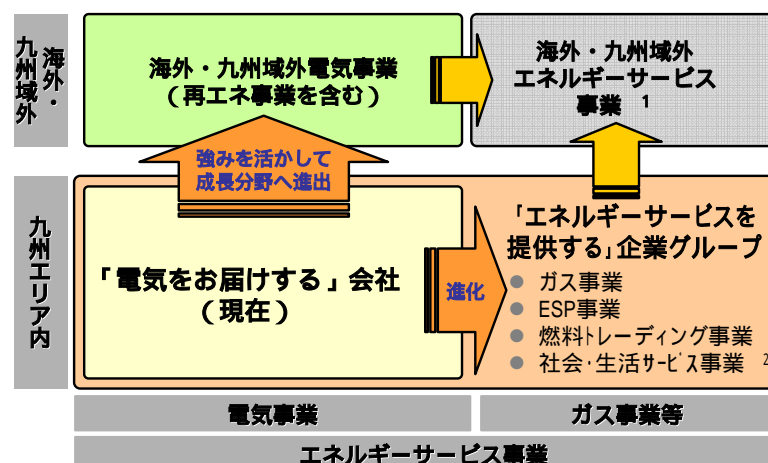 海外・
九州域外
海外・九州域外電気事業
（再エネ事業を含む）
海外・九州域外
エネルギーサービス
事業 1
強みを活かして
成長分野へ進出
九州エリア内
「電気をお届けする」会社
（現在）
進化
「エネルギーサービスを
提供する」企業グループ
● ガス事業
● ESP事業
● 燃料トレーディング事業
● 社会・生活サービス事業 2
電気事業
ガス事業等
エネルギーサービス事業